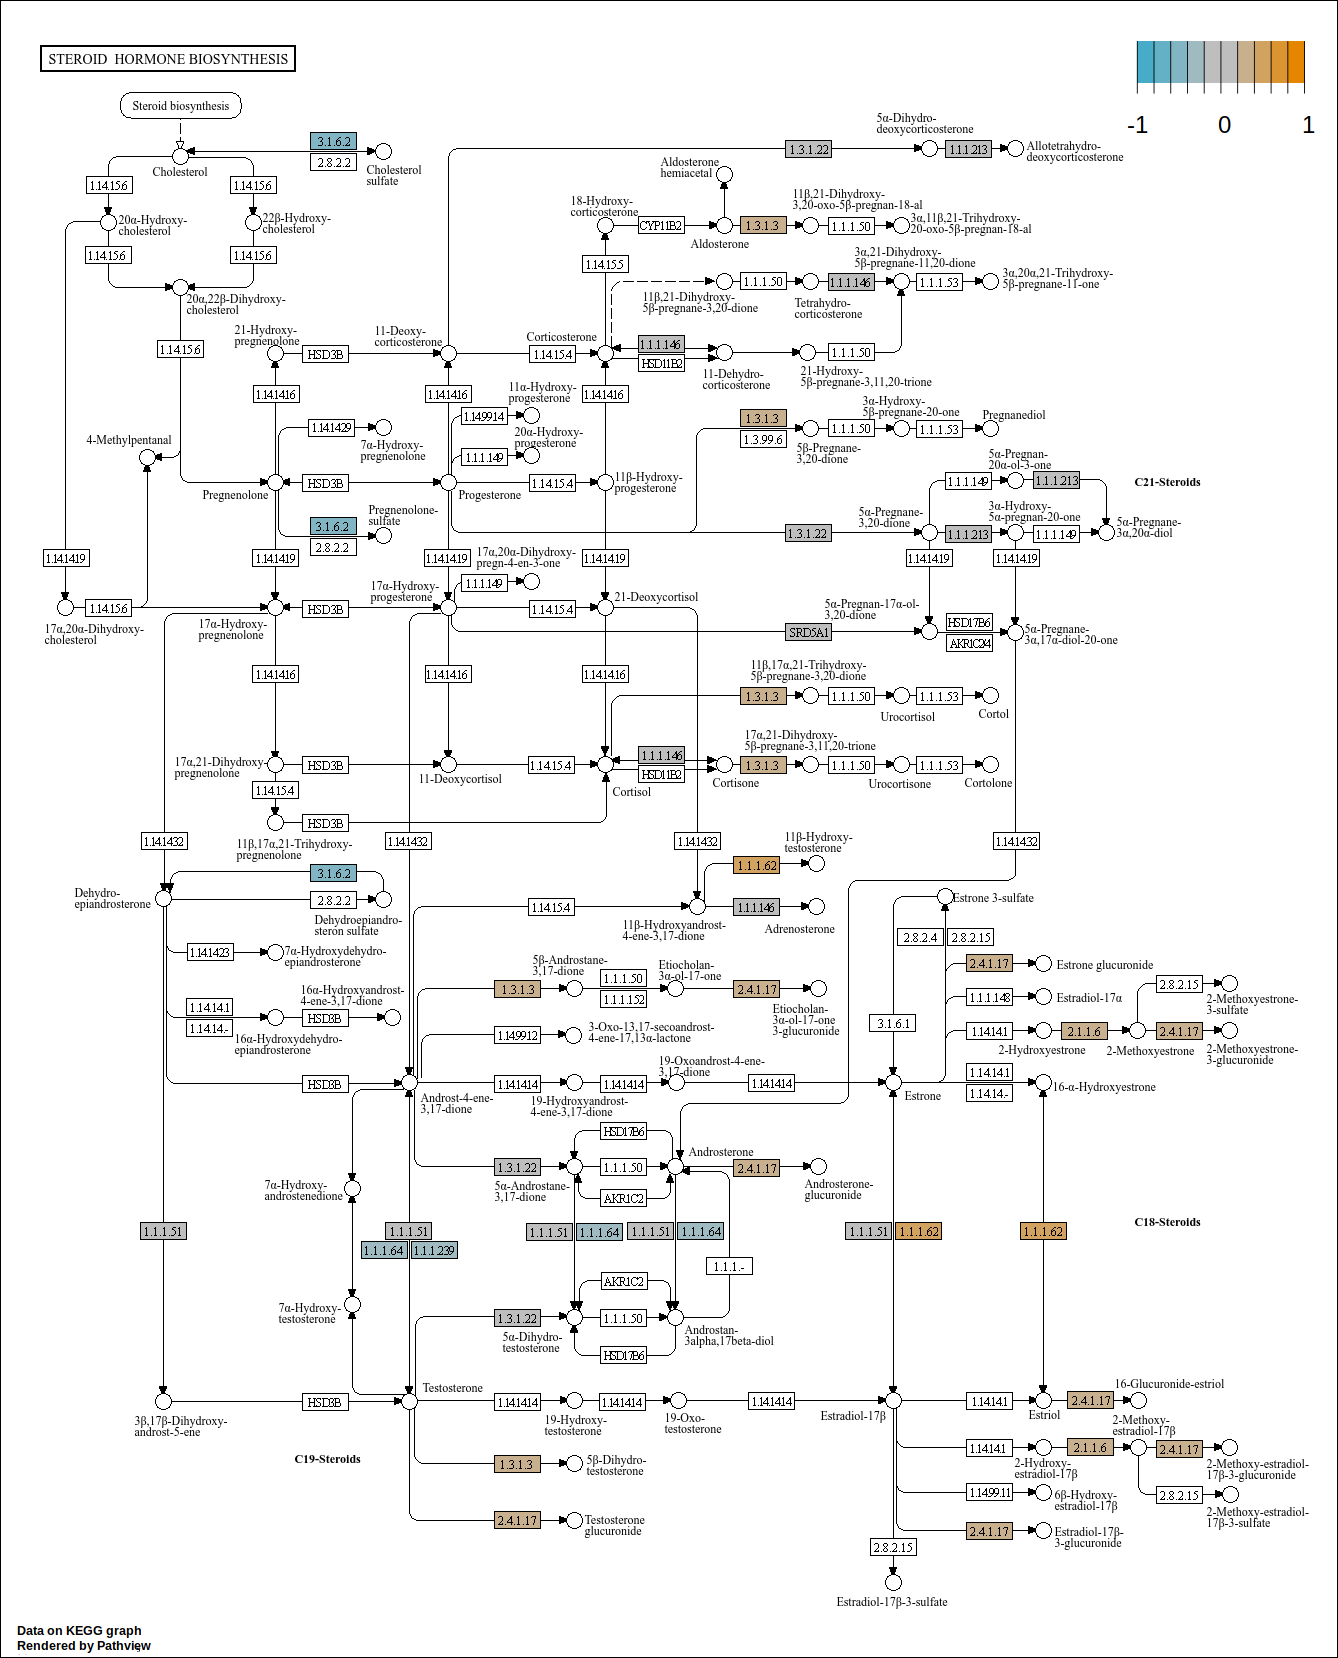 STEROID HORMONE BIOSYNTHESIS
-1
0
1
Steroid biosynthesis
Cholesterol
3.1.6.2
2.8.2.2
Cholesterol
sulfate
1.14.15.6
1.14.15.6
20α-Hydroxy-
cholesterol
22β-Hydroxy-
cholesterol
1.14.15.6
1.14.15.6
20α,22β-Dihydroxy-
cholesterol
1.14.15.6
5α-Dihydro-
deoxycorticosterone
1.3.1.22
1.1.1.213
Allotetrahydro-
deoxycorticosterone
Aldosterone
hemiacetal
18-Hydroxy-
corticosterone
CYP11B2
Aldosterone
1.3.1.3
11β,21-Dihydroxy-
3,20-oxo-5β-pregnan-18-al
1.1.1.50
3α,11β,21-Trihydroxy-
20-oxo-5β-pregnan-18-al
1.14.15.5
11β,21-Dihydroxy-
5β-pregnane-3,20-dione
1.1.1.50
Tetrahydro-
corticosterone
1.1.1.146
3α,21-Dihydroxy-
5β-pregnane-11,20-dione
1.1.1.53
3α,20α,21-Trihydroxy-
5β-pregnane-11-one
21-Hydroxy-
pregnenolone
HSD3B
11-Deoxy-
corticosterone
1.14.15.4
Corticosterone
1.1.1.146
HSD11B2
11-Dehydro-
corticosterone
21-Hydroxy-
5β-pregnane-3,11,20-trione
1.1.1.50
1.14.14.16
1.14.14.16
1.14.14.16
11α-Hydroxy-
progesterone
1.14.99.14
1.14.14.29
7α-Hydroxy-
pregnenolone
20α-Hydroxy-
progesterone
1.1.1.149
1.3.1.3
1.3.99.6
5β-Pregnane-
3,20-dione
1.1.1.50
3α-Hydroxy-
5β-pregnane-20-one
1.1.1.53
Pregnanediol
4-Methylpentanal
Pregnenolone
HSD3B
Progesterone
1.14.15.4
11β-Hydroxy-
progesterone
5α-Pregnan-
20α-ol-3-one
1.1.1.149
1.1.1.213
C21-Steroids
3.1.6.2
2.8.2.2
Pregnenolone-
sulfate
1.3.1.22
5α-Pregnane-
3,20-dione
1.1.1.213
3α-Hydroxy-
5α-pregnan-20-one
1.1.1.149
5α-Pregnane-
3α,20α-diol
1.14.14.19
1.14.14.19
1.14.14.19
1.14.14.19
1.14.14.19
1.14.14.19
17α,20α-Dihydroxy-
pregn-4-en-3-one
1.1.1.149
17α,20α-Dihydroxy-
cholesterol
1.14.15.6
17α-Hydroxy-
pregnenolone
HSD3B
17α-Hydroxy-
progesterone
1.14.15.4
21-Deoxycortisol
SRD5A1
5α-Pregnan-17α-ol-
3,20-dione
HSD17B6
AKR1C24
5α-Pregnane-
3α,17α-diol-20-one
1.14.14.16
1.14.14.16
1.14.14.16
11β,17α,21-Trihydroxy-
5β-pregnane-3,20-dione
1.3.1.3
1.1.1.50
Urocortisol
1.1.1.53
Cortol
17α,21-Dihydroxy-
pregnenolone
HSD3B
11-Deoxycortisol
1.14.15.4
Cortisol
1.1.1.146
HSD11B2
Cortisone
17α,21-Dihydroxy-
5β-pregnane-3,11,20-trione
1.3.1.3
1.1.1.50
Urocortisone
1.1.1.53
Cortolone
1.14.15.4
HSD3B
11β,17α,21-Trihydroxy-
pregnenolone
1.14.14.32
1.14.14.32
1.14.14.32
1.14.14.32
Dehydro-
epiandrosterone
3.1.6.2
2.8.2.2
Dehydroepiandro-
steron sulfate
11β-Hydroxy-
testosterone
1.1.1.62
1.14.15.4
11β-Hydroxyandrost-
4-ene-3,17-dione
1.1.1.146
Adrenosterone
Estrone 3-sulfate
2.8.2.4
2.8.2.15
1.14.14.23
7α-Hydroxydehydro-
epiandrosterone
1.14.14.1
1.14.14.-
16α-Hydroxydehydro-
epiandrosterone
HSD3B
16α-Hydroxyandrost-
4-ene-3,17-dione
1.3.1.3
5β-Androstane-
3,17-dione
1.1.1.50
1.1.1.152
Etiocholan-
3α-ol-17-one
2.4.1.17
Etiocholan-
3α-ol-17-one
3-glucuronide
1.14.99.12
3-Oxo-13,17-secoandrost-
4-ene-17,13α-lactone
2.4.1.17
Estrone glucuronide
1.1.1.148
Estradiol-17α
1.14.14.1
2-Hydroxyestrone
2.1.1.6
2-Methoxyestrone
2.8.2.15
2-Methoxyestrone-
3-sulfate
2.4.1.17
2-Methoxyestrone-
3-glucuronide
3.1.6.1
HSD3B
Androst-4-ene-
3,17-dione
1.14.14.14
19-Hydroxyandrost-
4-ene-3,17-dione
1.14.14.14
19-Oxoandrost-4-ene-
3,17-dione
1.14.14.14
Estrone
1.14.14.1
1.14.14.-
16-α-Hydroxyestrone
HSD17B6
1.3.1.22
5α-Androstane-
3,17-dione
1.1.1.50
AKR1C2
Androsterone
2.4.1.17
Androsterone-
glucuronide
7α-Hydroxy-
androstenedione
1.1.1.51
1.1.1.51
1.1.1.64
1.1.1.239
1.1.1.51
1.1.1.64
1.1.1.51
1.1.1.64
1.1.1.-
1.1.1.51
1.1.1.62
1.1.1.62
C18-Steroids
7α-Hydroxy-
testosterone
AKR1C2
1.3.1.22
5α-Dihydro-
testosterone
1.1.1.50
HSD17B6
Androstan-
3alpha,17beta-diol
3β,17β-Dihydroxy-
androst-5-ene
HSD3B
Testosterone
1.14.14.14
19-Hydroxy-
testosterone
1.14.14.14
19-Oxo-
testosterone
1.14.14.14
Estradiol-17β
1.14.14.1
Estriol
2.4.1.17
16-Glucuronide-estriol
C19-Steroids
1.3.1.3
5β-Dihydro-
testosterone
2.4.1.17
Testosterone
glucuronide
1.14.14.1
2-Hydroxy-
estradiol-17β
2.1.1.6
2-Methoxy-
estradiol-17β
2.4.1.17
2-Methoxy-estradiol-
17β-3-glucuronide
1.14.99.11
6β-Hydroxy-
estradiol-17β
2.8.2.15
2-Methoxy-estradiol-
17β-3-sulfate
2.4.1.17
Estradiol-17β-
3-glucuronide
2.8.2.15
Estradiol-17β-3-sulfate
Data on KEGG graph
Rendered by Pathview